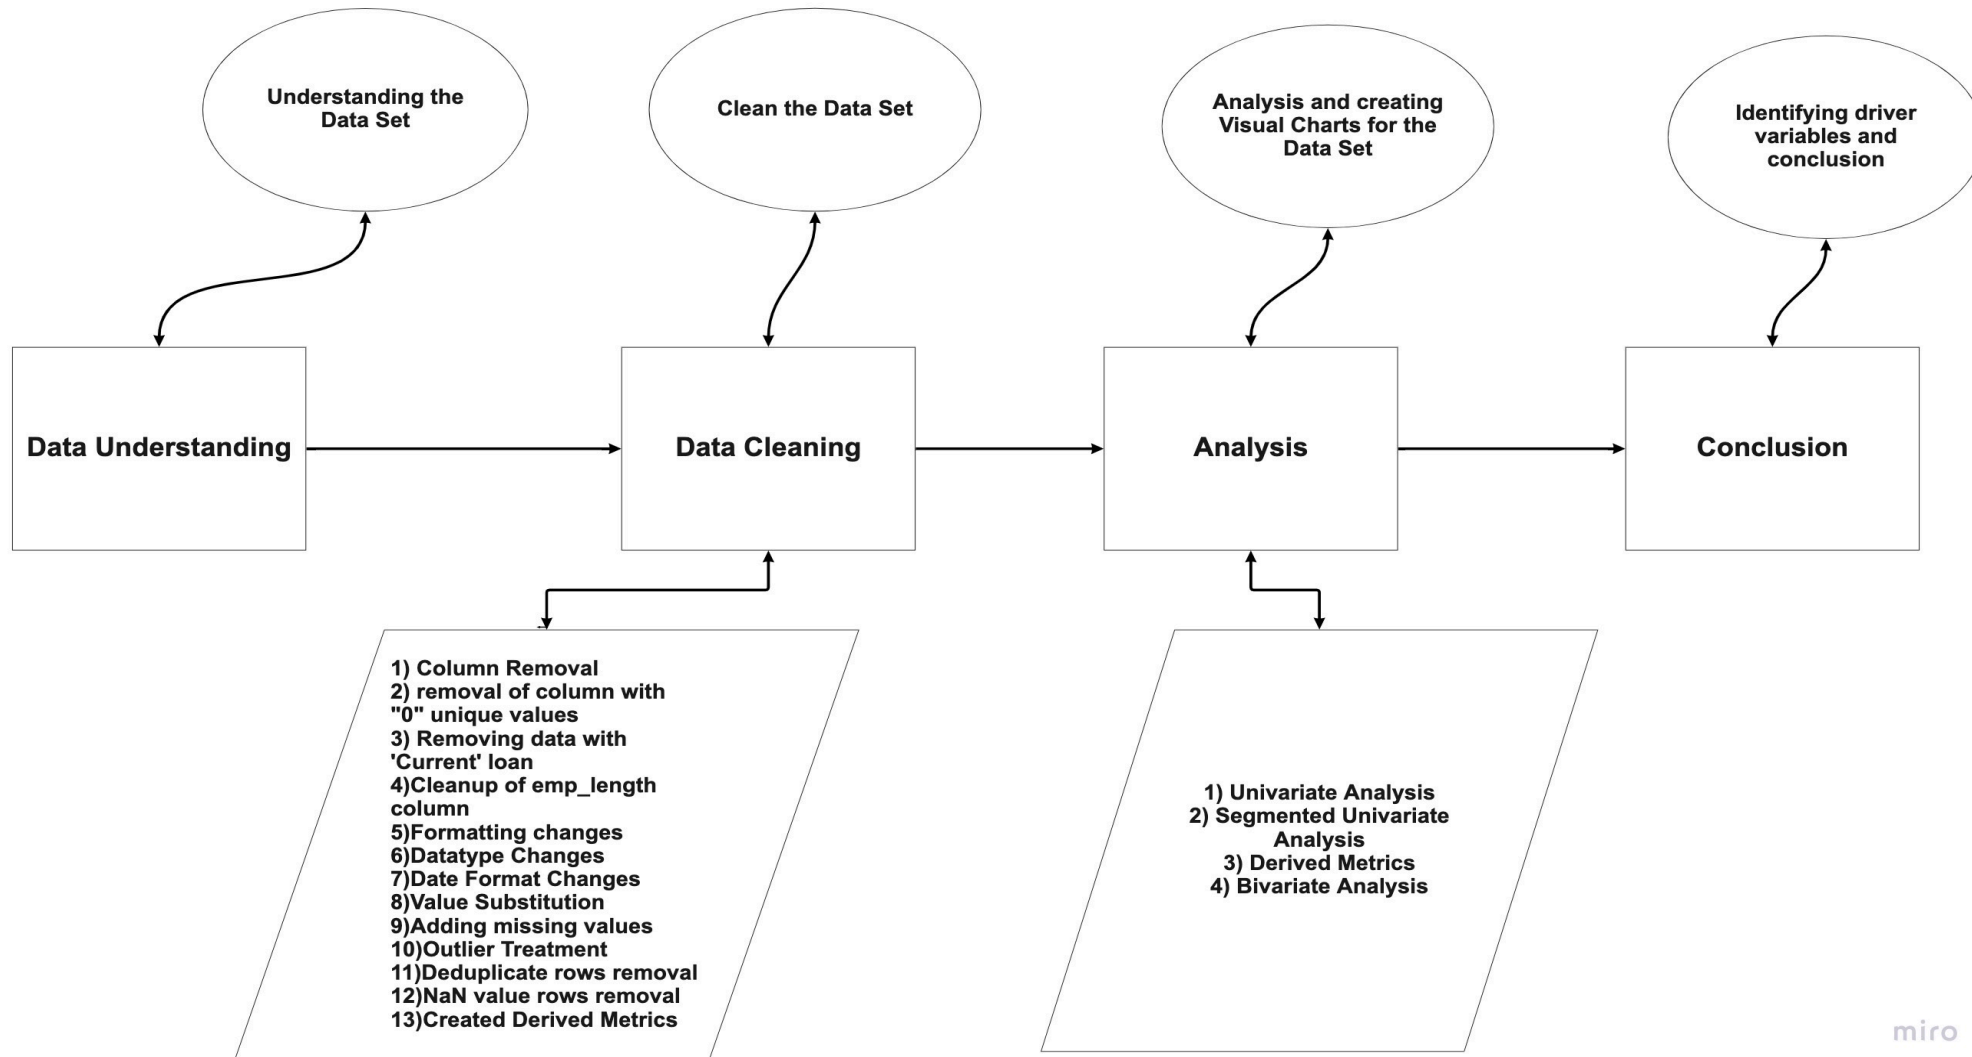 Understanding the
Data Set
Clean the Data Set
Analysis and creating
Visual Charts for the
Data Set
Identifying driver
variables and
conclusion
Data Understanding
Data Cleaning
Analysis
Conclusion
1) Column Removal
2) removal of column with
"0" unique values
3) Removing data with
'Current' loan
4)Cleanup of emp_length
column
5)Formatting changes
6)Datatype Changes
7)Date Format Changes
8)Value Substitution
9)Adding missing values
10)Outlier Treatment
11)Deduplicate rows removal
12)NaN value rows removal
13)Created Derived Metrics
1) Univariate Analysis
2) Segmented Univariate
Analysis
3) Derived Metrics
4) Bivariate Analysis
miro